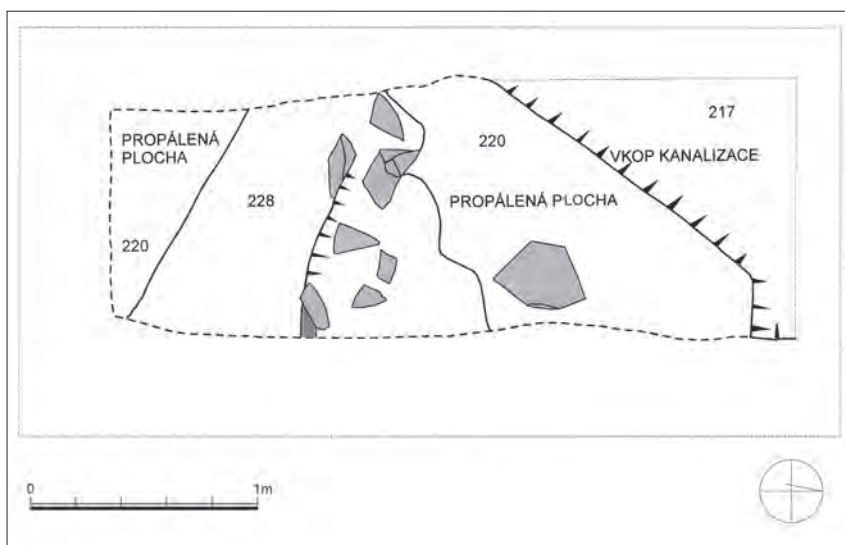 217
PROPÁLENÁ
PLOCHA
220
VKOP KANALIZACE
228
PROPÁLENÁ PLOCHA
220
0
1m